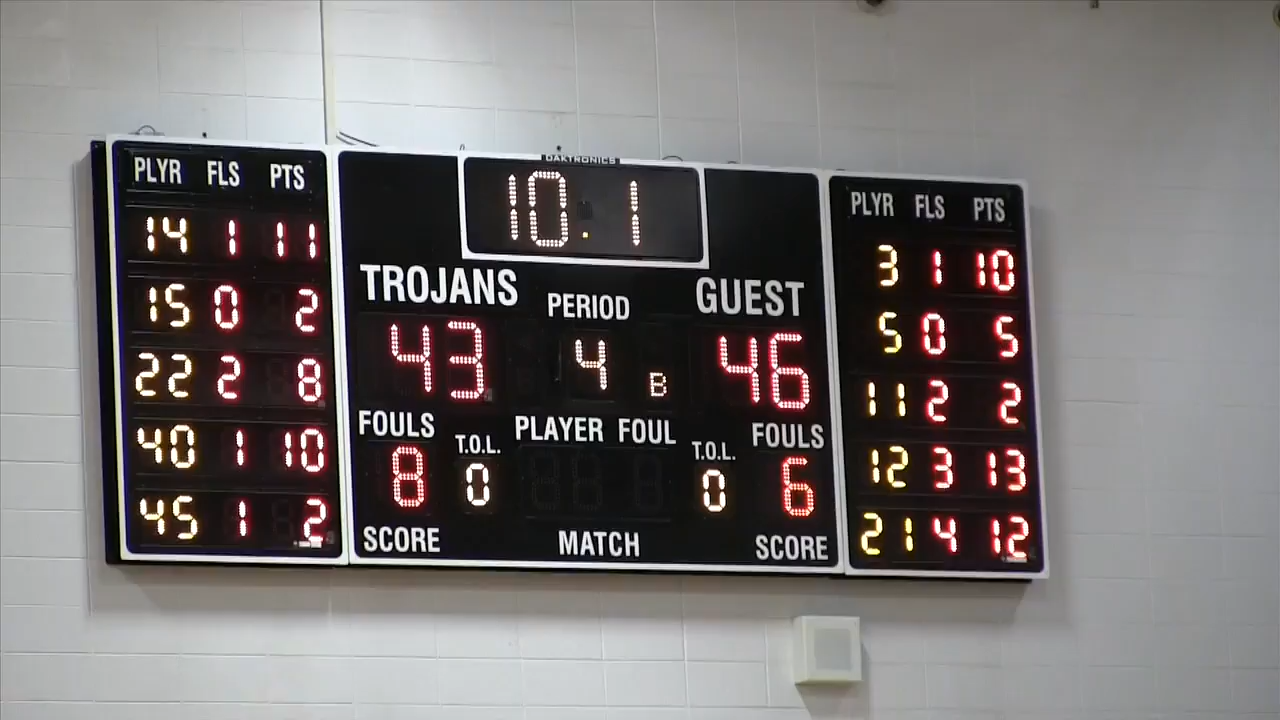 DAKTRONICS
PLYR FLS PTS
14 1 11
15 0 2
22 2 8
40 1 10
45 1 2
10.1
TROJANS PERIOD GUEST
43 4 B 46
FOULS T.O.L. PLAYER FOUL T.O.L. FOULS
8 0 0 6
SCORE MATCH SCORE
PLYR FLS PTS
3 1 10
5 0 5
11 2 2
12 3 13
21 4 12